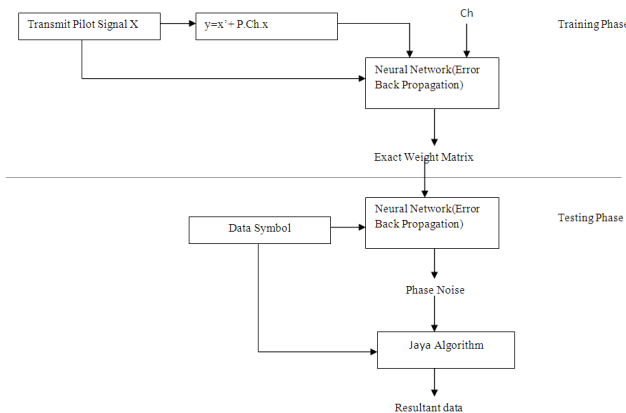 Ch
Transmit Pilot Signal X
y=x’+ P.Ch.x
Training Phase
Neural Network(Error
Back Propagation)
Exact Weight Matrix
Neural Network(Error
Back Propagation)
Testing Phase
Data Symbol
Phase Noise
Jaya Algorithm
Resultant data